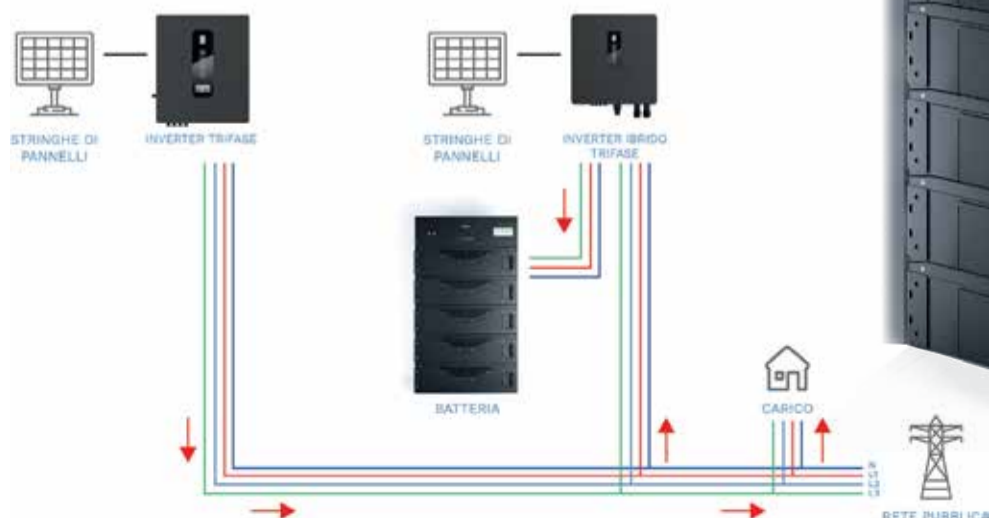 STRINGHE DI
PANNELLI
INVERTER TRIFASE
STRINGHE DI
PANNELLI
INVERTER IBRIDO
TRIFASE
BATTERIA
CARICO
RETE PUBBLICA